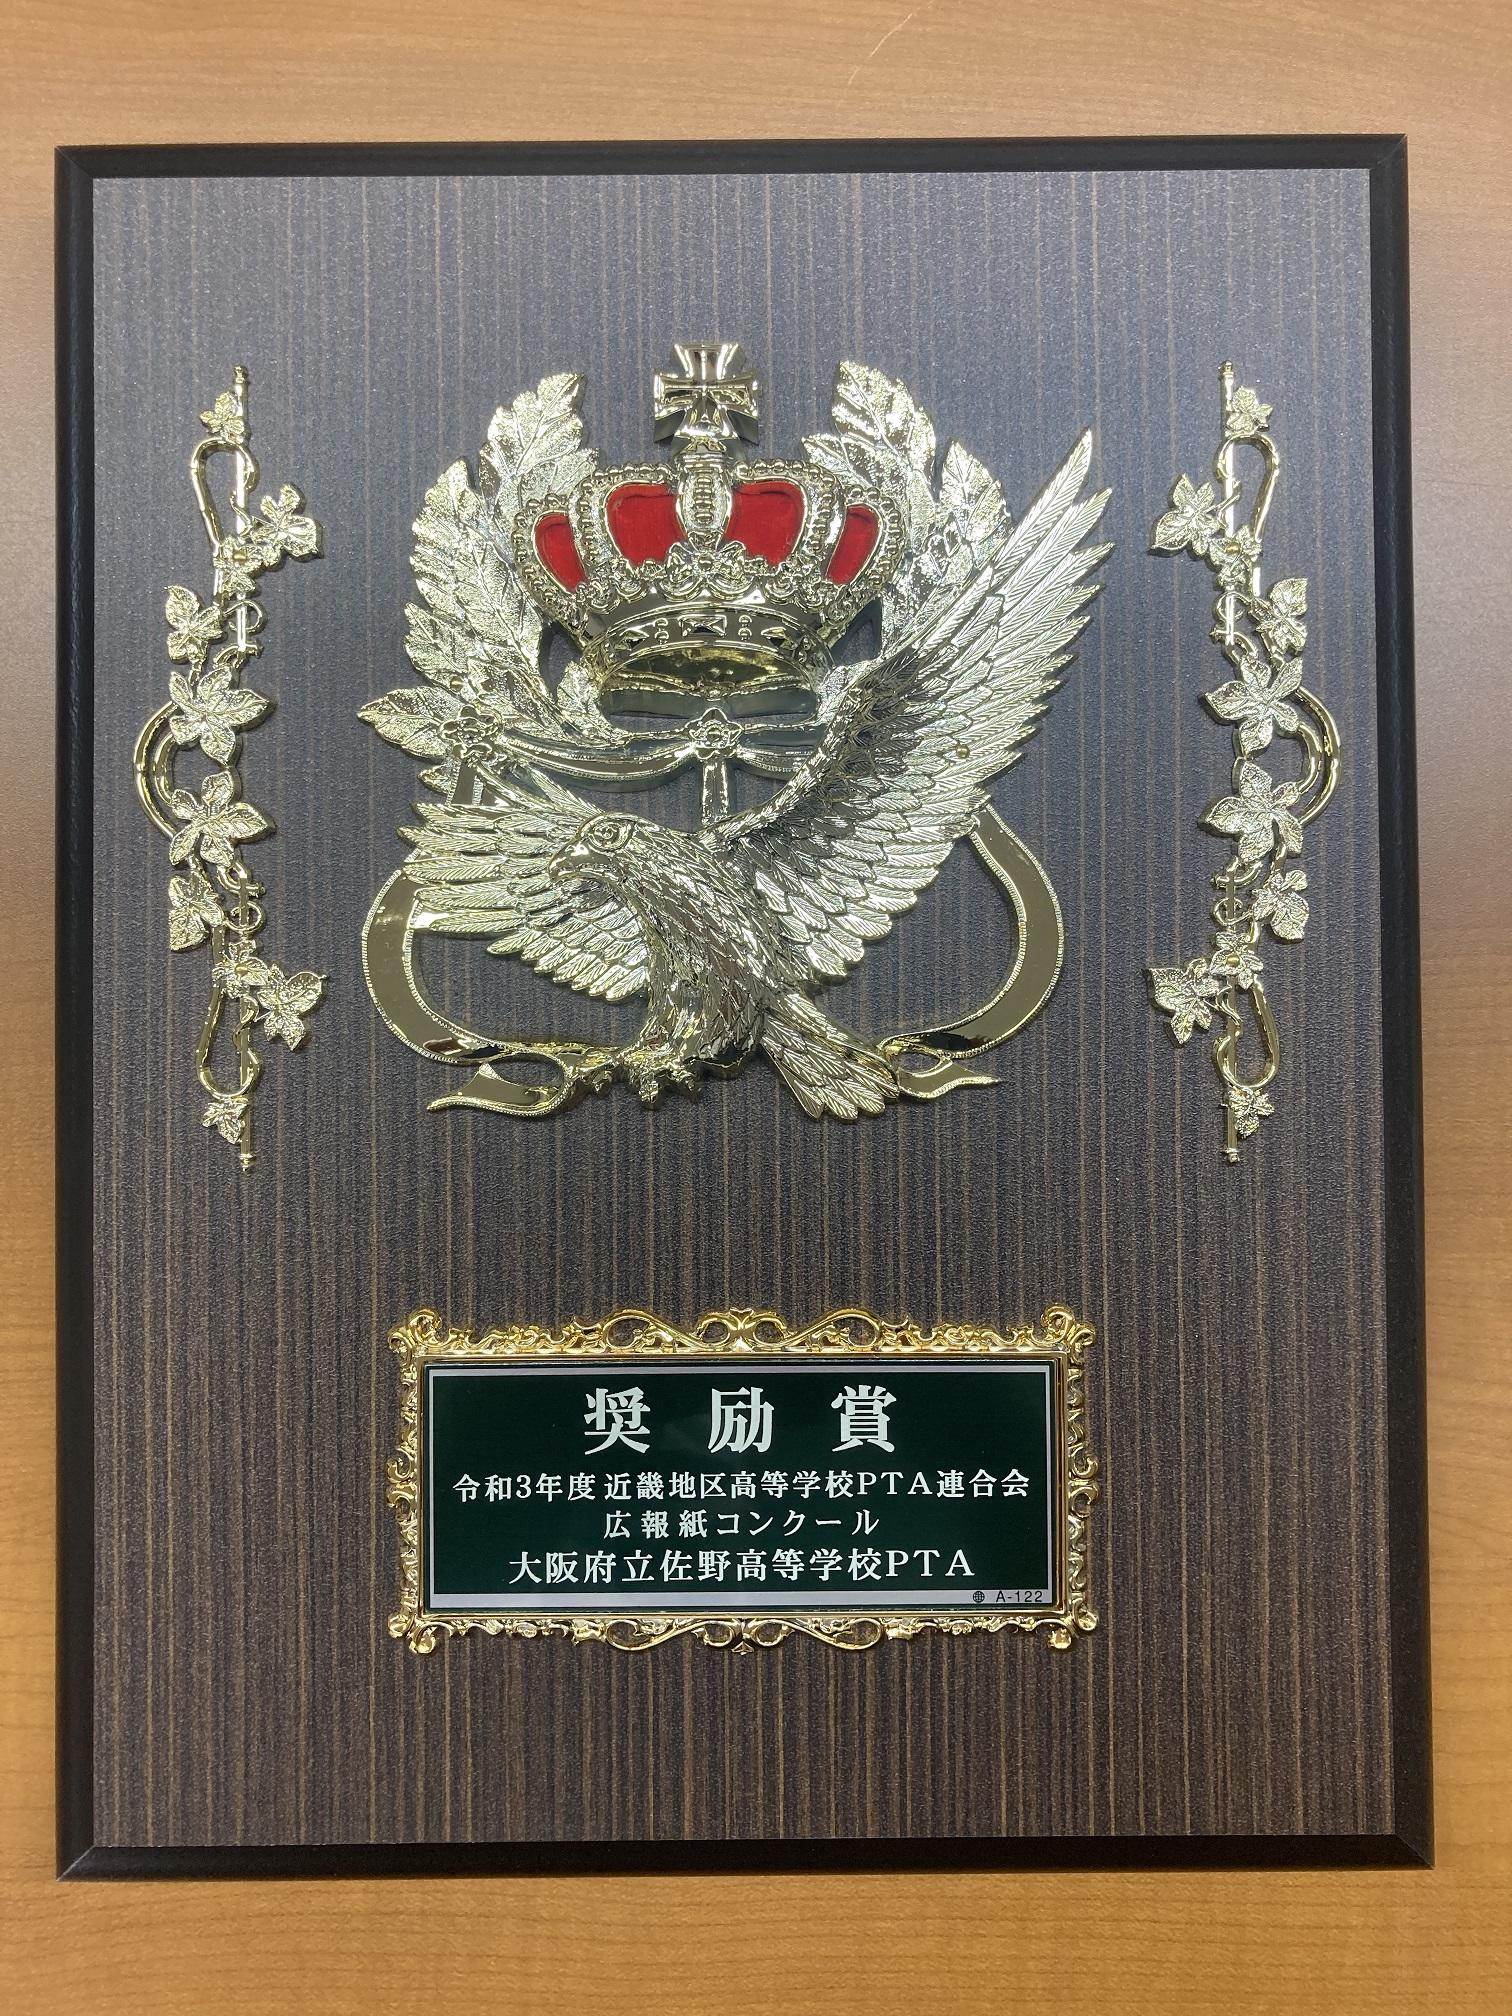 奨励賞
令和3年度近畿地区高等学校PTA連合会
広報紙コンクール
大阪府立佐野高等学校PTA
A-122